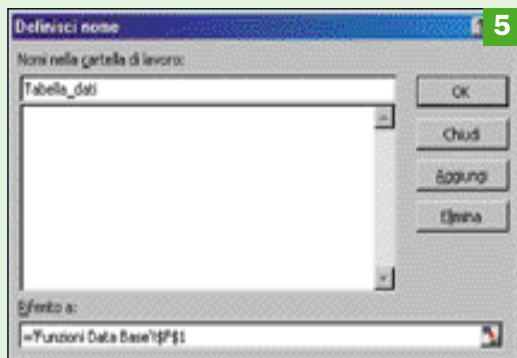 Definisci nome
5
Nomi nella cartella di lavoro:
Tabella_dati
OK
Chiudi
Aggiungi
Elimina
Riferito a:
='Funzioni Data Base'!$F$1